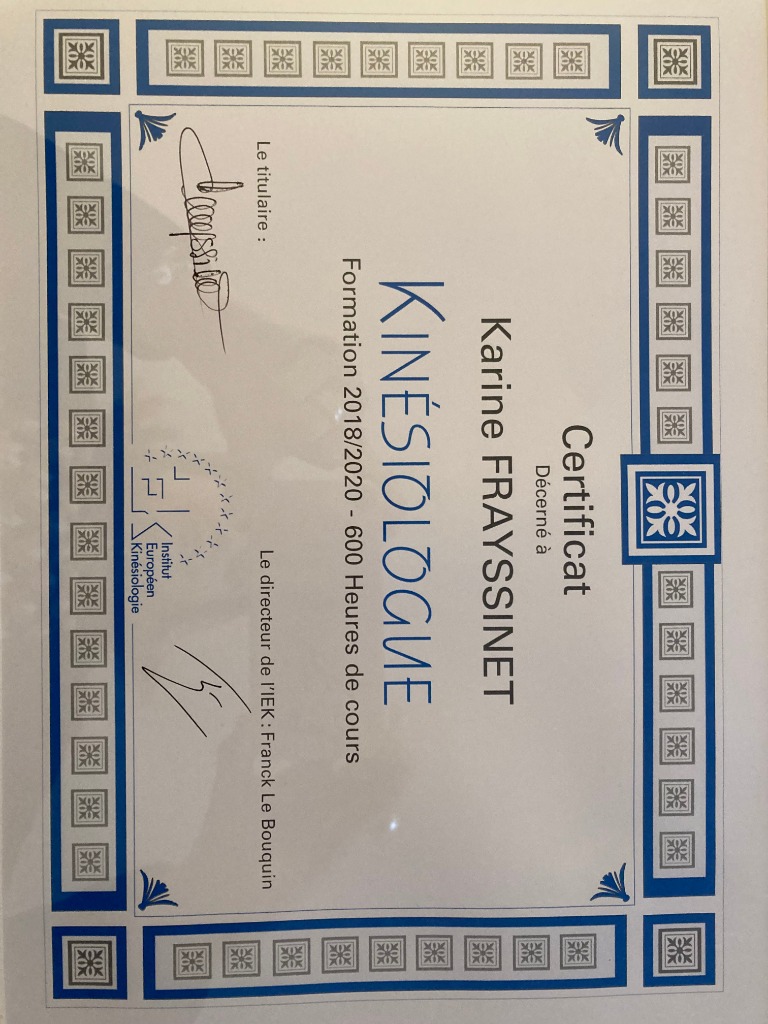 Certificat
Décerné à
Karine FRAYSSINET
KINÉSIOLOGUE
Formation 2018/2020 - 600 Heures de cours
Le titulaire :
Le directeur de l'IEK : Franck Le Bouquin
Institut
Européen
Kinésiologie